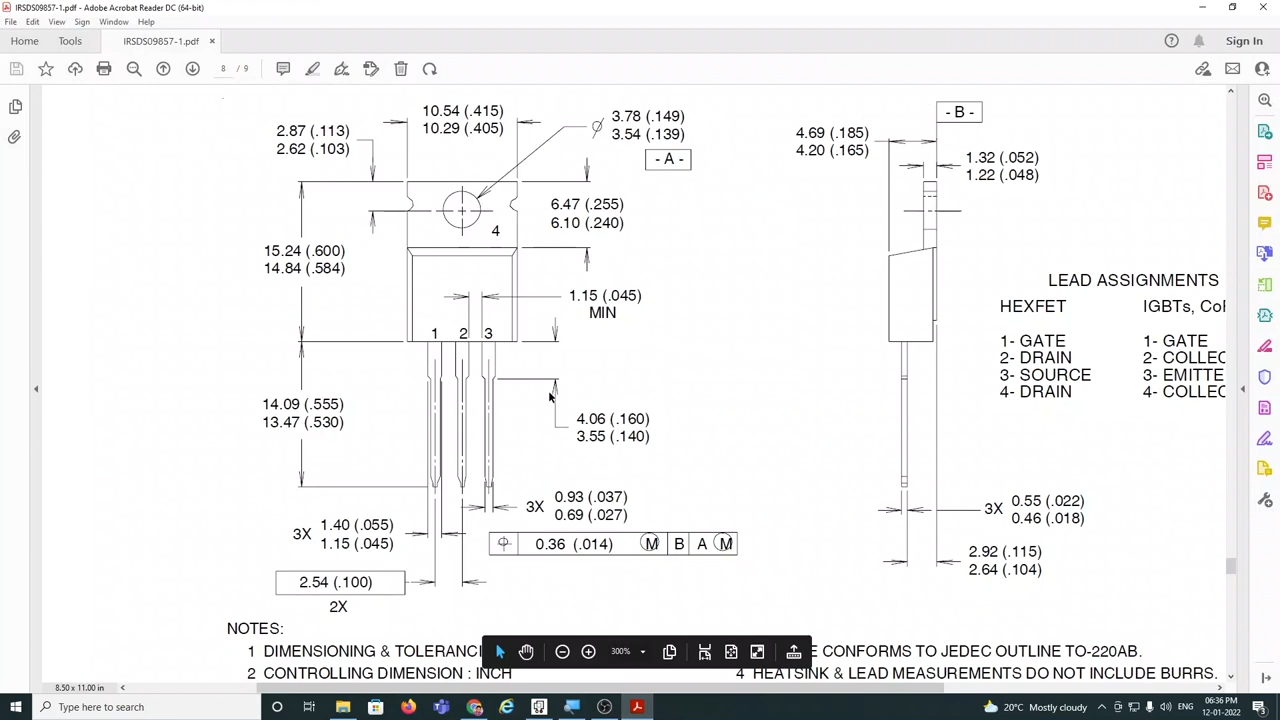 IRSDS09857-1.pdf - Adobe Acrobat Reader DC (64-bit)
File Edit View Sign Window Help
Home Tools IRSDS09857-1.pdf × Sign In
8 / 9
10.54 (.415)
10.29 (.405)
3.78 (.149)
3.54 (.139)
- A -
2.87 (.113)
2.62 (.103)
6.47 (.255)
6.10 (.240)
4
15.24 (.600)
14.84 (.584)
1.15 (.045)
MIN
1 2 3
14.09 (.555)
13.47 (.530)
4.06 (.160)
3.55 (.140)
3X 0.93 (.037)
0.69 (.027)
3X 1.40 (.055)
1.15 (.045)
0.36 (.014) M B A M
2.54 (.100)
2X
- B -
4.69 (.185)
4.20 (.165)
1.32 (.052)
1.22 (.048)
LEAD ASSIGNMENTS
HEXFET
1- GATE
2- DRAIN
3- SOURCE
4- DRAIN
IGBTs, CoP
1- GATE
2- COLLEC
3- EMITTE
4- COLLEC
3X 0.55 (.022)
0.46 (.018)
2.92 (.115)
2.64 (.104)
NOTES:
1 DIMENSIONING & TOLERANCI
2 CONTROLLING DIMENSION : INCH
E CONFORMS TO JEDEC OUTLINE TO-220AB.
4 HEATSINK & LEAD MEASUREMENTS DO NOT INCLUDE BURRS.
300%
8.50 x 11.00 in
Type here to search
20°C Mostly cloudy
ENG
06:36 PM
12-01-2022